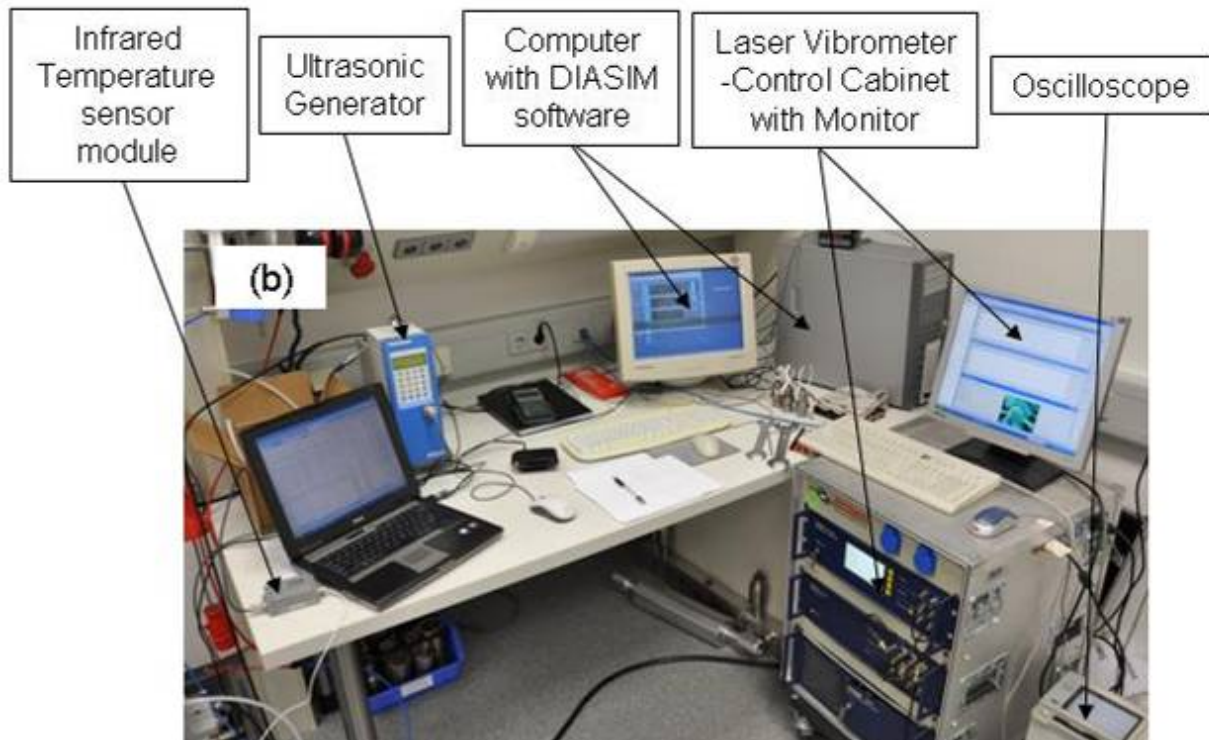 Infrared
Temperature
sensor
module
Ultrasonic
Generator
Computer
with DIASIM
software
Laser Vibrometer
-Control Cabinet
with Monitor
Oscilloscope
(b)